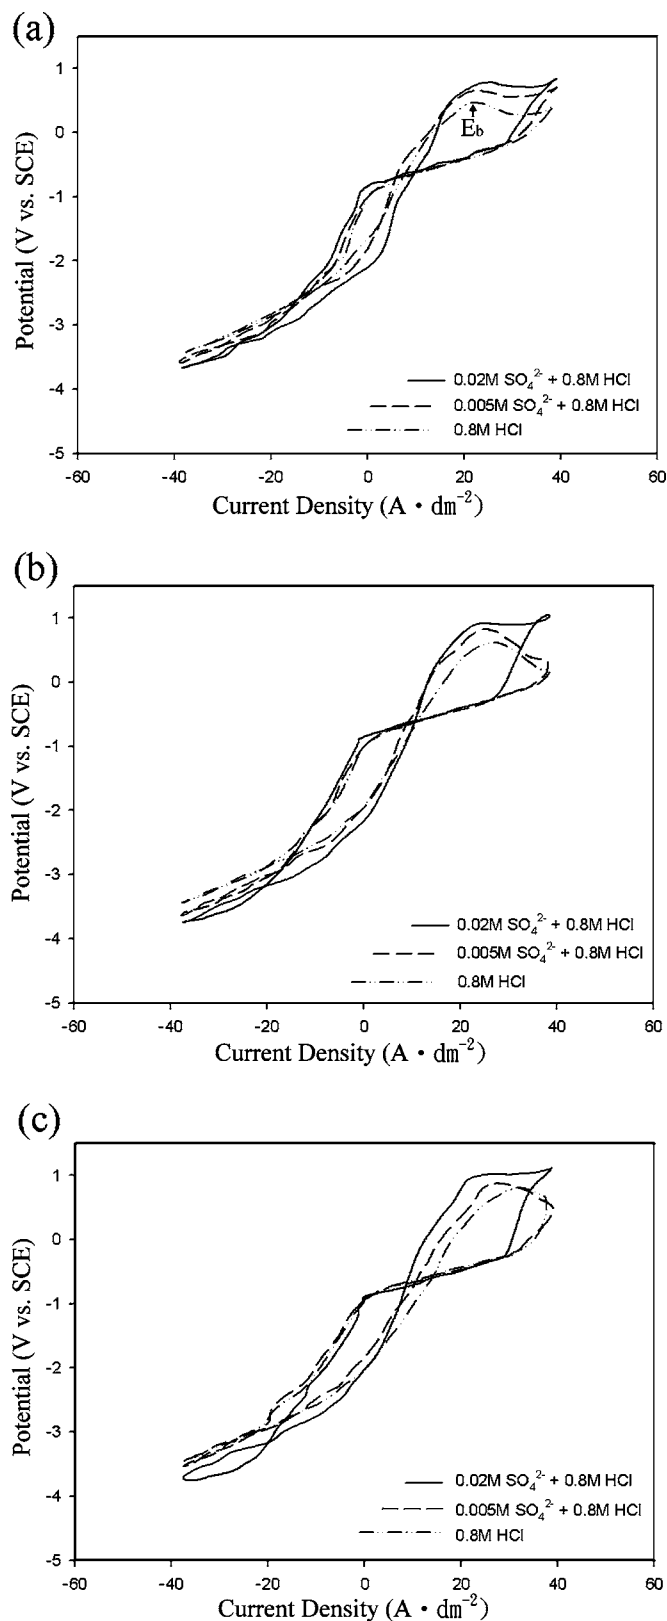 (a)
1
0
-1
-2
-3
-4
-5
Potential (V vs. SCE)
Eb
0.02M SO₄²⁻ + 0.8M HCl
0.005M SO₄²⁻ + 0.8M HCl
0.8M HCl
-60 -40 -20 0 20 40 60
Current Density (A・dm⁻²)
(b)
1
0
-1
-2
-3
-4
-5
Potential (V vs. SCE)
0.02M SO₄²⁻ + 0.8M HCl
0.005M SO₄²⁻ + 0.8M HCl
0.8M HCl
-60 -40 -20 0 20 40 60
Current Density (A・dm⁻²)
(c)
1
0
-1
-2
-3
-4
-5
Potential (V vs. SCE)
0.02M SO₄²⁻ + 0.8M HCl
0.005M SO₄²⁻ + 0.8M HCl
0.8M HCl
-60 -40 -20 0 20 40 60
Current Density (A・dm⁻²)